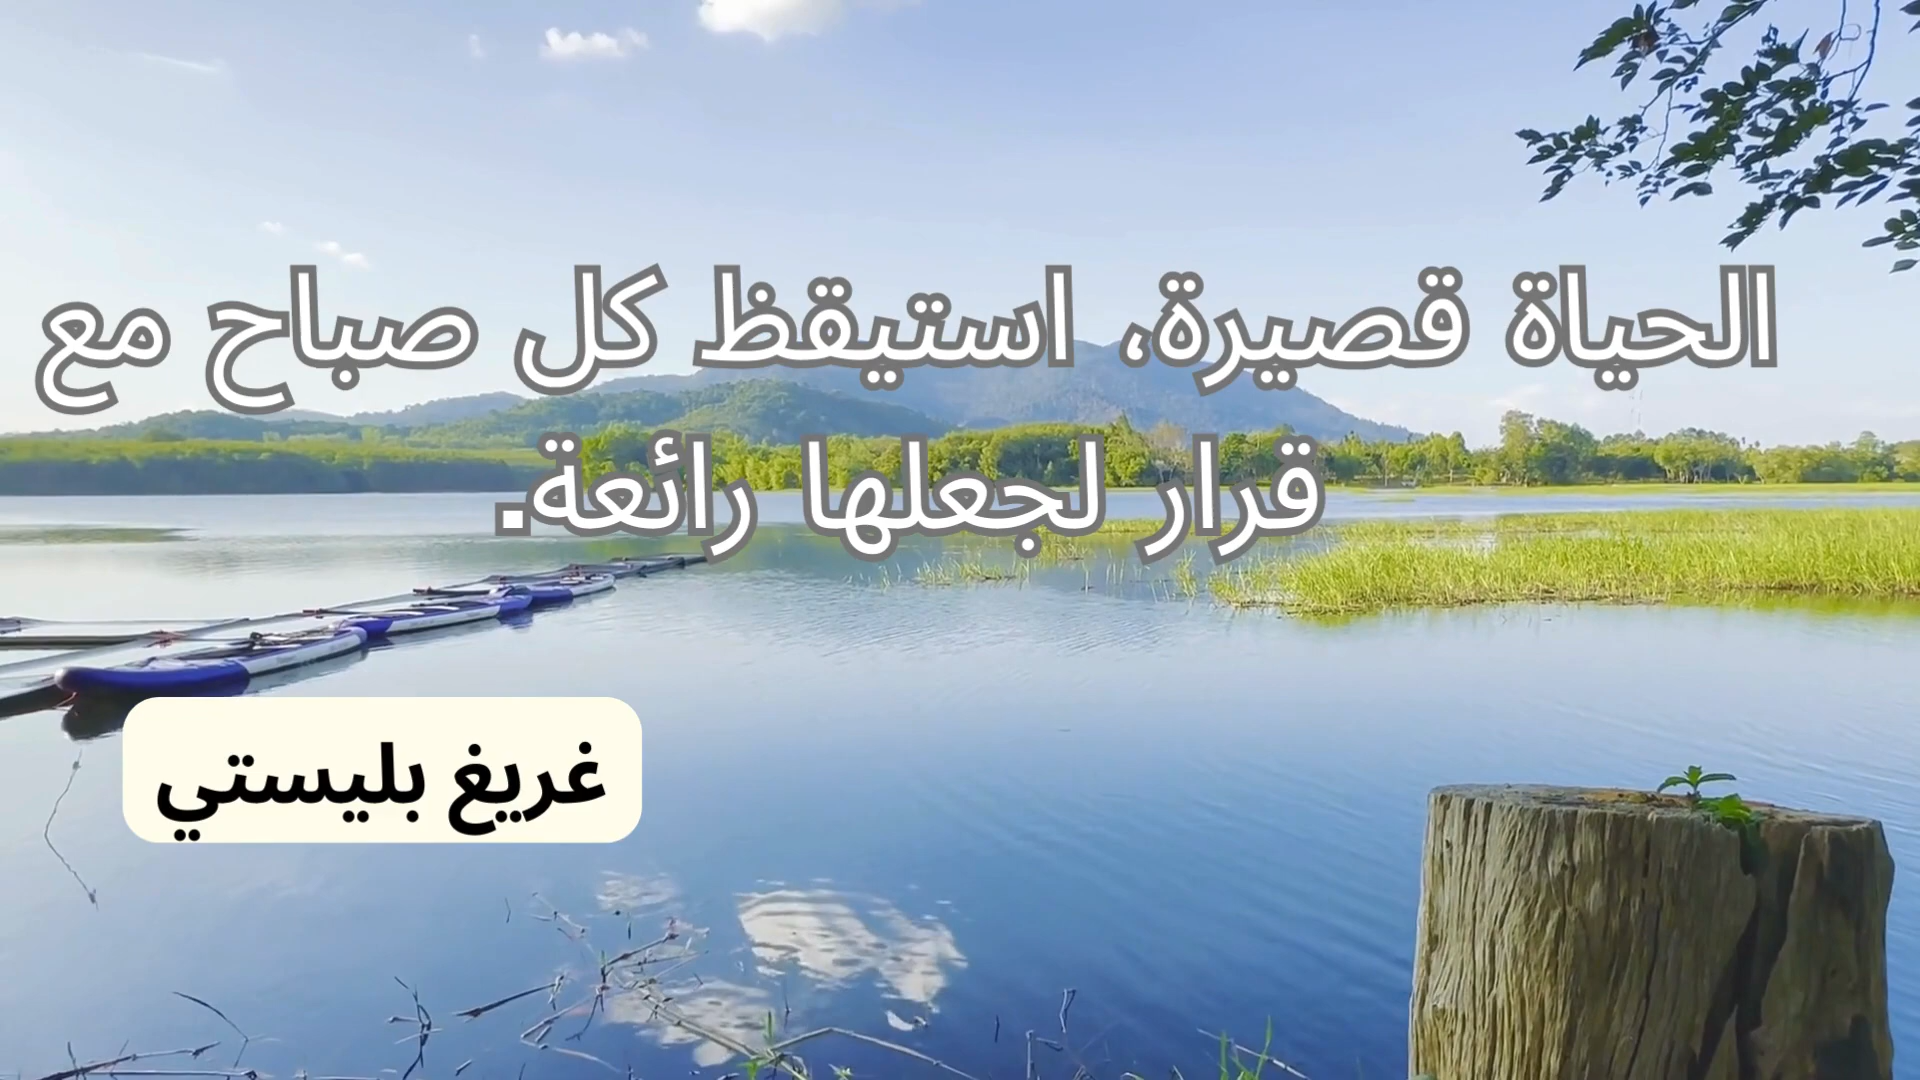 الحياة قصيرة، استيقظ كل صباح مع
قرار لجعلها رائعة.
غريغ بليستي